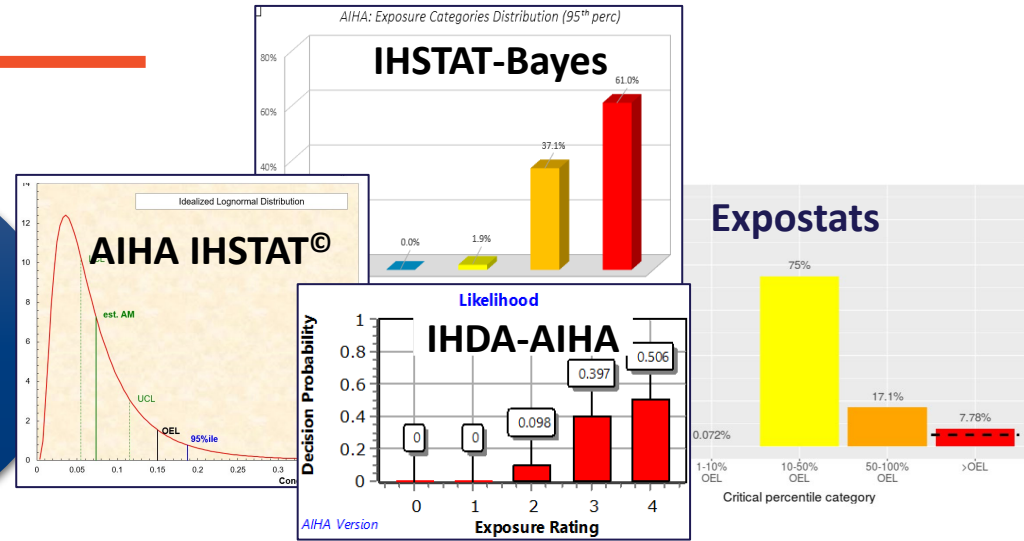 AIHA: Exposure Categories Distribution (95th perc)
IHSTAT-Bayes
80%
60%
40%
0.0%
1.9%
37.1%
61.0%
Idealized Lognormal Distribution
AIHA IHSTAT©
12
10
8
6
4
2
0
est. AM
UCL
OEL
95%ile
0
0.05
0.1
0.15
0.2
0.25
0.3
Likelihood
IHDA-AIHA
Decision Probability
1
0.8
0.6
0.4
0.2
0
0
0
0.098
0.397
0.506
0
1
2
3
4
Exposure Rating
AIHA Version
Expostats
0.072%
75%
17.1%
7.78%
1-10%
OEL
10-50%
OEL
50-100%
OEL
>OEL
Critical percentile category